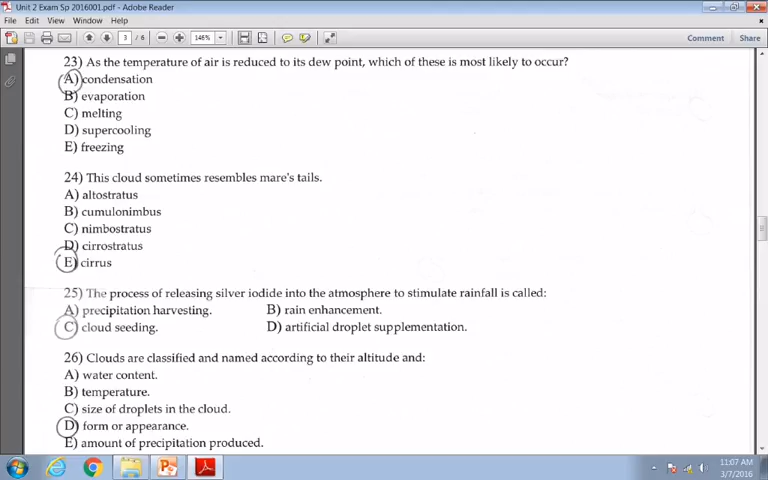 Unit 2 Exam Sp 2016001.pdf - Adobe Reader
File Edit View Window Help
3 / 6 146% Comment Share
23) As the temperature of air is reduced to its dew point, which of these is most likely to occur?
A) condensation
B) evaporation
C) melting
D) supercooling
E) freezing
24) This cloud sometimes resembles mare's tails.
A) altostratus
B) cumulonimbus
C) nimbostratus
D) cirrostratus
E) cirrus
25) The process of releasing silver iodide into the atmosphere to stimulate rainfall is called:
A) precipitation harvesting. B) rain enhancement.
C) cloud seeding. D) artificial droplet supplementation.
26) Clouds are classified and named according to their altitude and:
A) water content.
B) temperature.
C) size of droplets in the cloud.
D) form or appearance.
E) amount of precipitation produced.
11:07 AM
3/7/2016